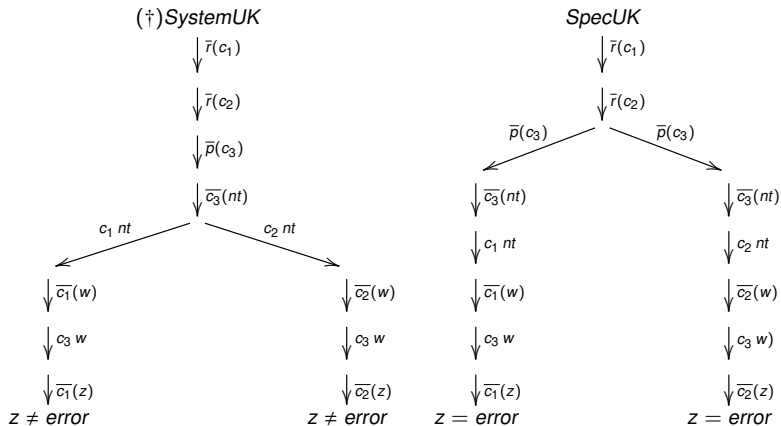 (†)SystemUK SpecUK
r̅(c₁) r̅(c₁)
r̅(c₂) r̅(c₂)
p̅(c₃) p̅(c₃) p̅(c₃)
c̅₃(nt) c̅₃(nt) c̅₃(nt)
c₁ nt c₂ nt c₁ nt c₂ nt
c̅₁(w) c̅₂(w) c̅₁(w) c̅₂(w)
c₃ w c₃ w c₃ w c₃ w)
c̅₁(z) c̅₂(z) c̅₁(z) c̅₂(z)
z ≠ error z ≠ error z = error z = error